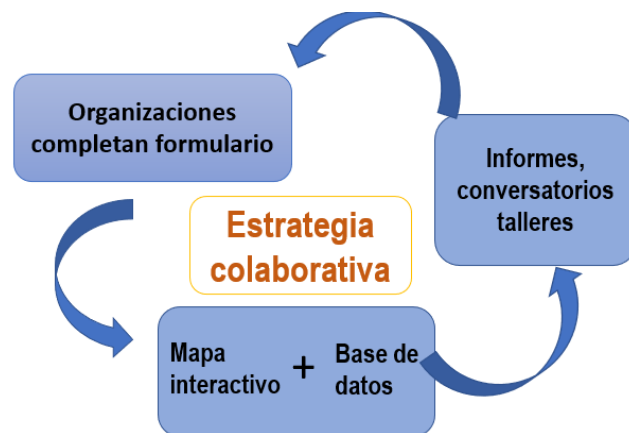 Organizaciones
completan formulario
Informes,
conversatorios
talleres
Estrategia
colaborativa
Mapa
interactivo
+
Base de
datos